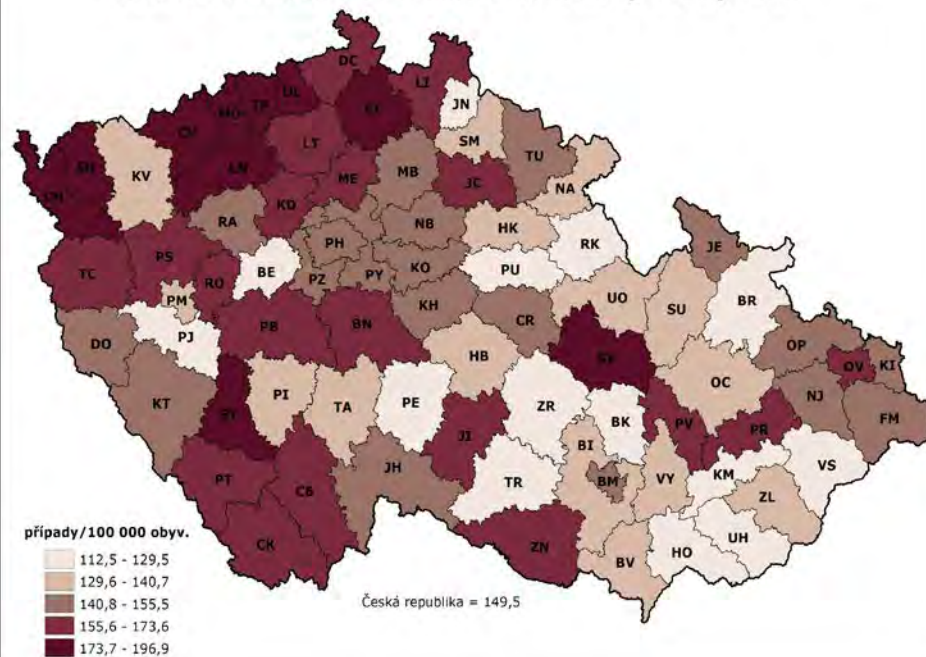 DC
LI
UL
JN
TP
MO
CV
LT
SM
TU
SO
KV
LN
ME
MB
JC
NA
CH
KD
RA
NB
HK
RK
JE
PH
TC
PS
RO
BE
PZ
PY
KO
PU
BR
PM
KH
UO
SU
DO
PJ
PB
BN
CR
OP
OV
KI
HB
SY
OC
NJ
KT
ST
PI
TA
PE
ZR
BK
PV
PR
FM
JI
BI
PT
CB
JH
TR
BM
VY
KM
VS
ZL
CK
ZN
BV
HO
UH
případy/100 000 obyv.
112,5 - 129,5
129,6 - 140,7
140,8 - 155,5
155,6 - 173,6
173,7 - 196,9
Česká republika = 149,5